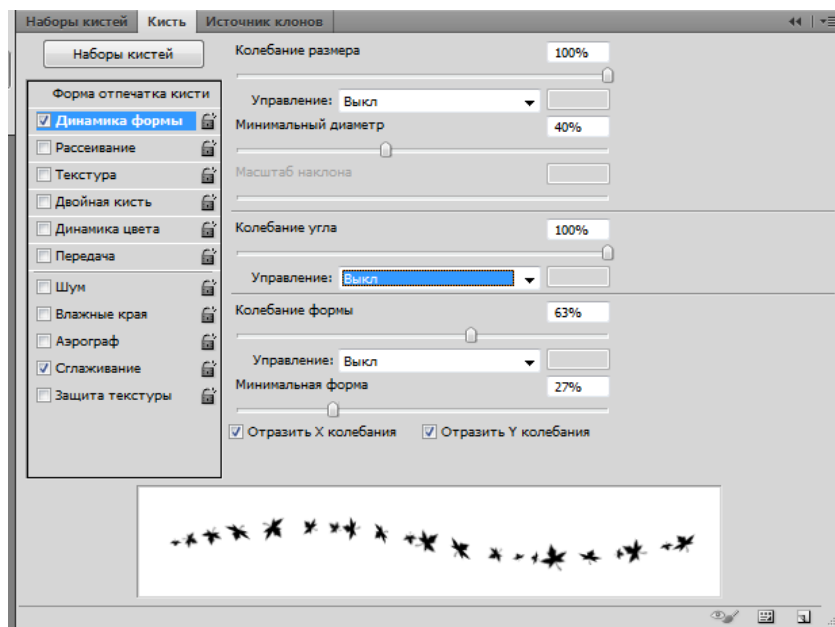 Наборы кистей Кисть Источник клонов
Наборы кистей
Форма отпечатка кисти
Динамика формы
Рассеивание
Текстура
Двойная кисть
Динамика цвета
Передача
Шум
Влажные края
Аэрограф
Сглаживание
Защита текстуры
Колебание размера 100%
Управление: Выкл
Минимальный диаметр 40%
Масштаб наклона
Колебание угла 100%
Управление: Выкл
Колебание формы 63%
Управление: Выкл
Минимальная форма 27%
Отразить X колебания Отразить Y колебания